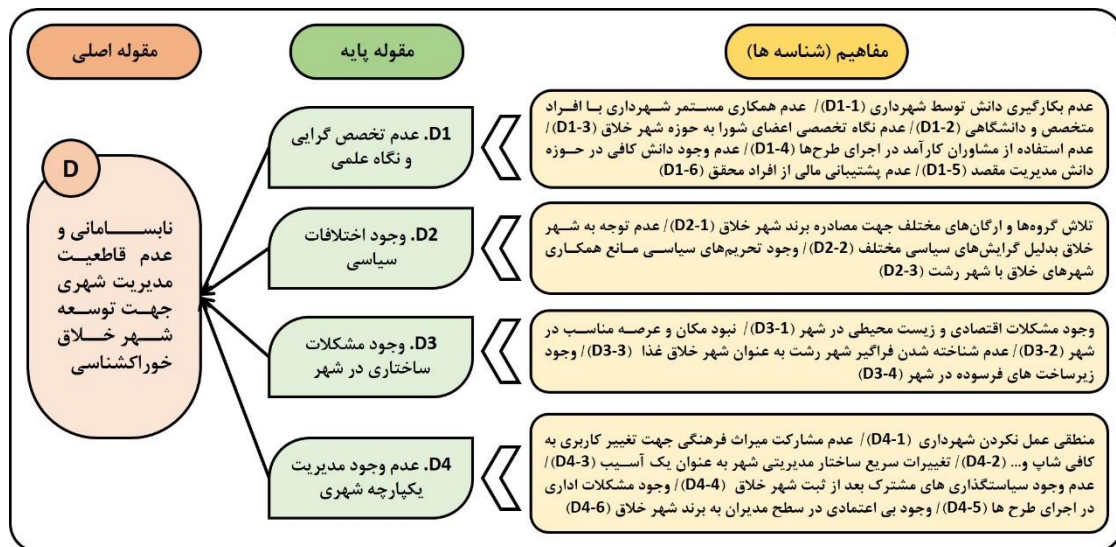 مفاهیم (شناسه ها)
مقوله پایه
مقوله اصلی
عدم بکارگیری دانش توسط شهرداری (D1-1)/ عدم همکاری مستمر شهرداری با افراد
متخصص و دانشگاهی (D1-2)/ عدم نگاه تخصصی اعضای شورا به حوزه شهر خلاق (D1-3)/
عدم استفاده از مشاوران کارآمد در اجرای طرح‌ها (D1-4)/ عدم وجود دانش کافی در حوزه
دانش مدیریت مقصد (D1-5)/ عدم پشتیبانی مالی از افراد محقق (D1-6)
D1. عدم تخصص گرایی
و نگاه علمی
تلاش گروه‌ها و ارگان‌های مختلف جهت مصادره برند شهر خلاق (D2-1)/ عدم توجه به شهر
خلاق بدلیل گرایش‌های سیاسی مختلف (D2-2)/ وجود تحریم‌های سیاسی مانع همکاری
شهرهای خلاق با شهر رشت (D2-3)
D2. وجود اختلافات
سیاسی
وجود مشکلات اقتصادی و زیست محیطی در شهر (D3-1)/ نبود مکان و عرصه مناسب در
شهر (D3-2)/ عدم شناخته شدن فراگیر شهر رشت به عنوان شهر خلاق غذا (D3-3)/ وجود
زیرساخت های فرسوده در شهر (D3-4)
D3. وجود مشکلات
ساختاری در شهر
منطقی عمل نکردن شهرداری (D4-1)/ عدم مشارکت میراث فرهنگی جهت تغییر کاربری به
کافی شاپ و... (D4-2)/ تغییرات سریع ساختار مدیریتی شهر به عنوان یک آسیب (D4-3)/
عدم وجود سیاستگذاری های مشترک بعد از ثبت شهر خلاق (D4-4)/ وجود مشکلات اداری
در اجرای طرح ها (D4-5)/ وجود بی اعتمادی در سطح مدیران به برند شهر خلاق (D4-6)
D4. عدم وجود مدیریت
یکپارچه شهری
D
نابسامانی و
عدم قاطعیت
مدیریت شهری
جهت توسعه
شهر خلاق
خوراکشناسی